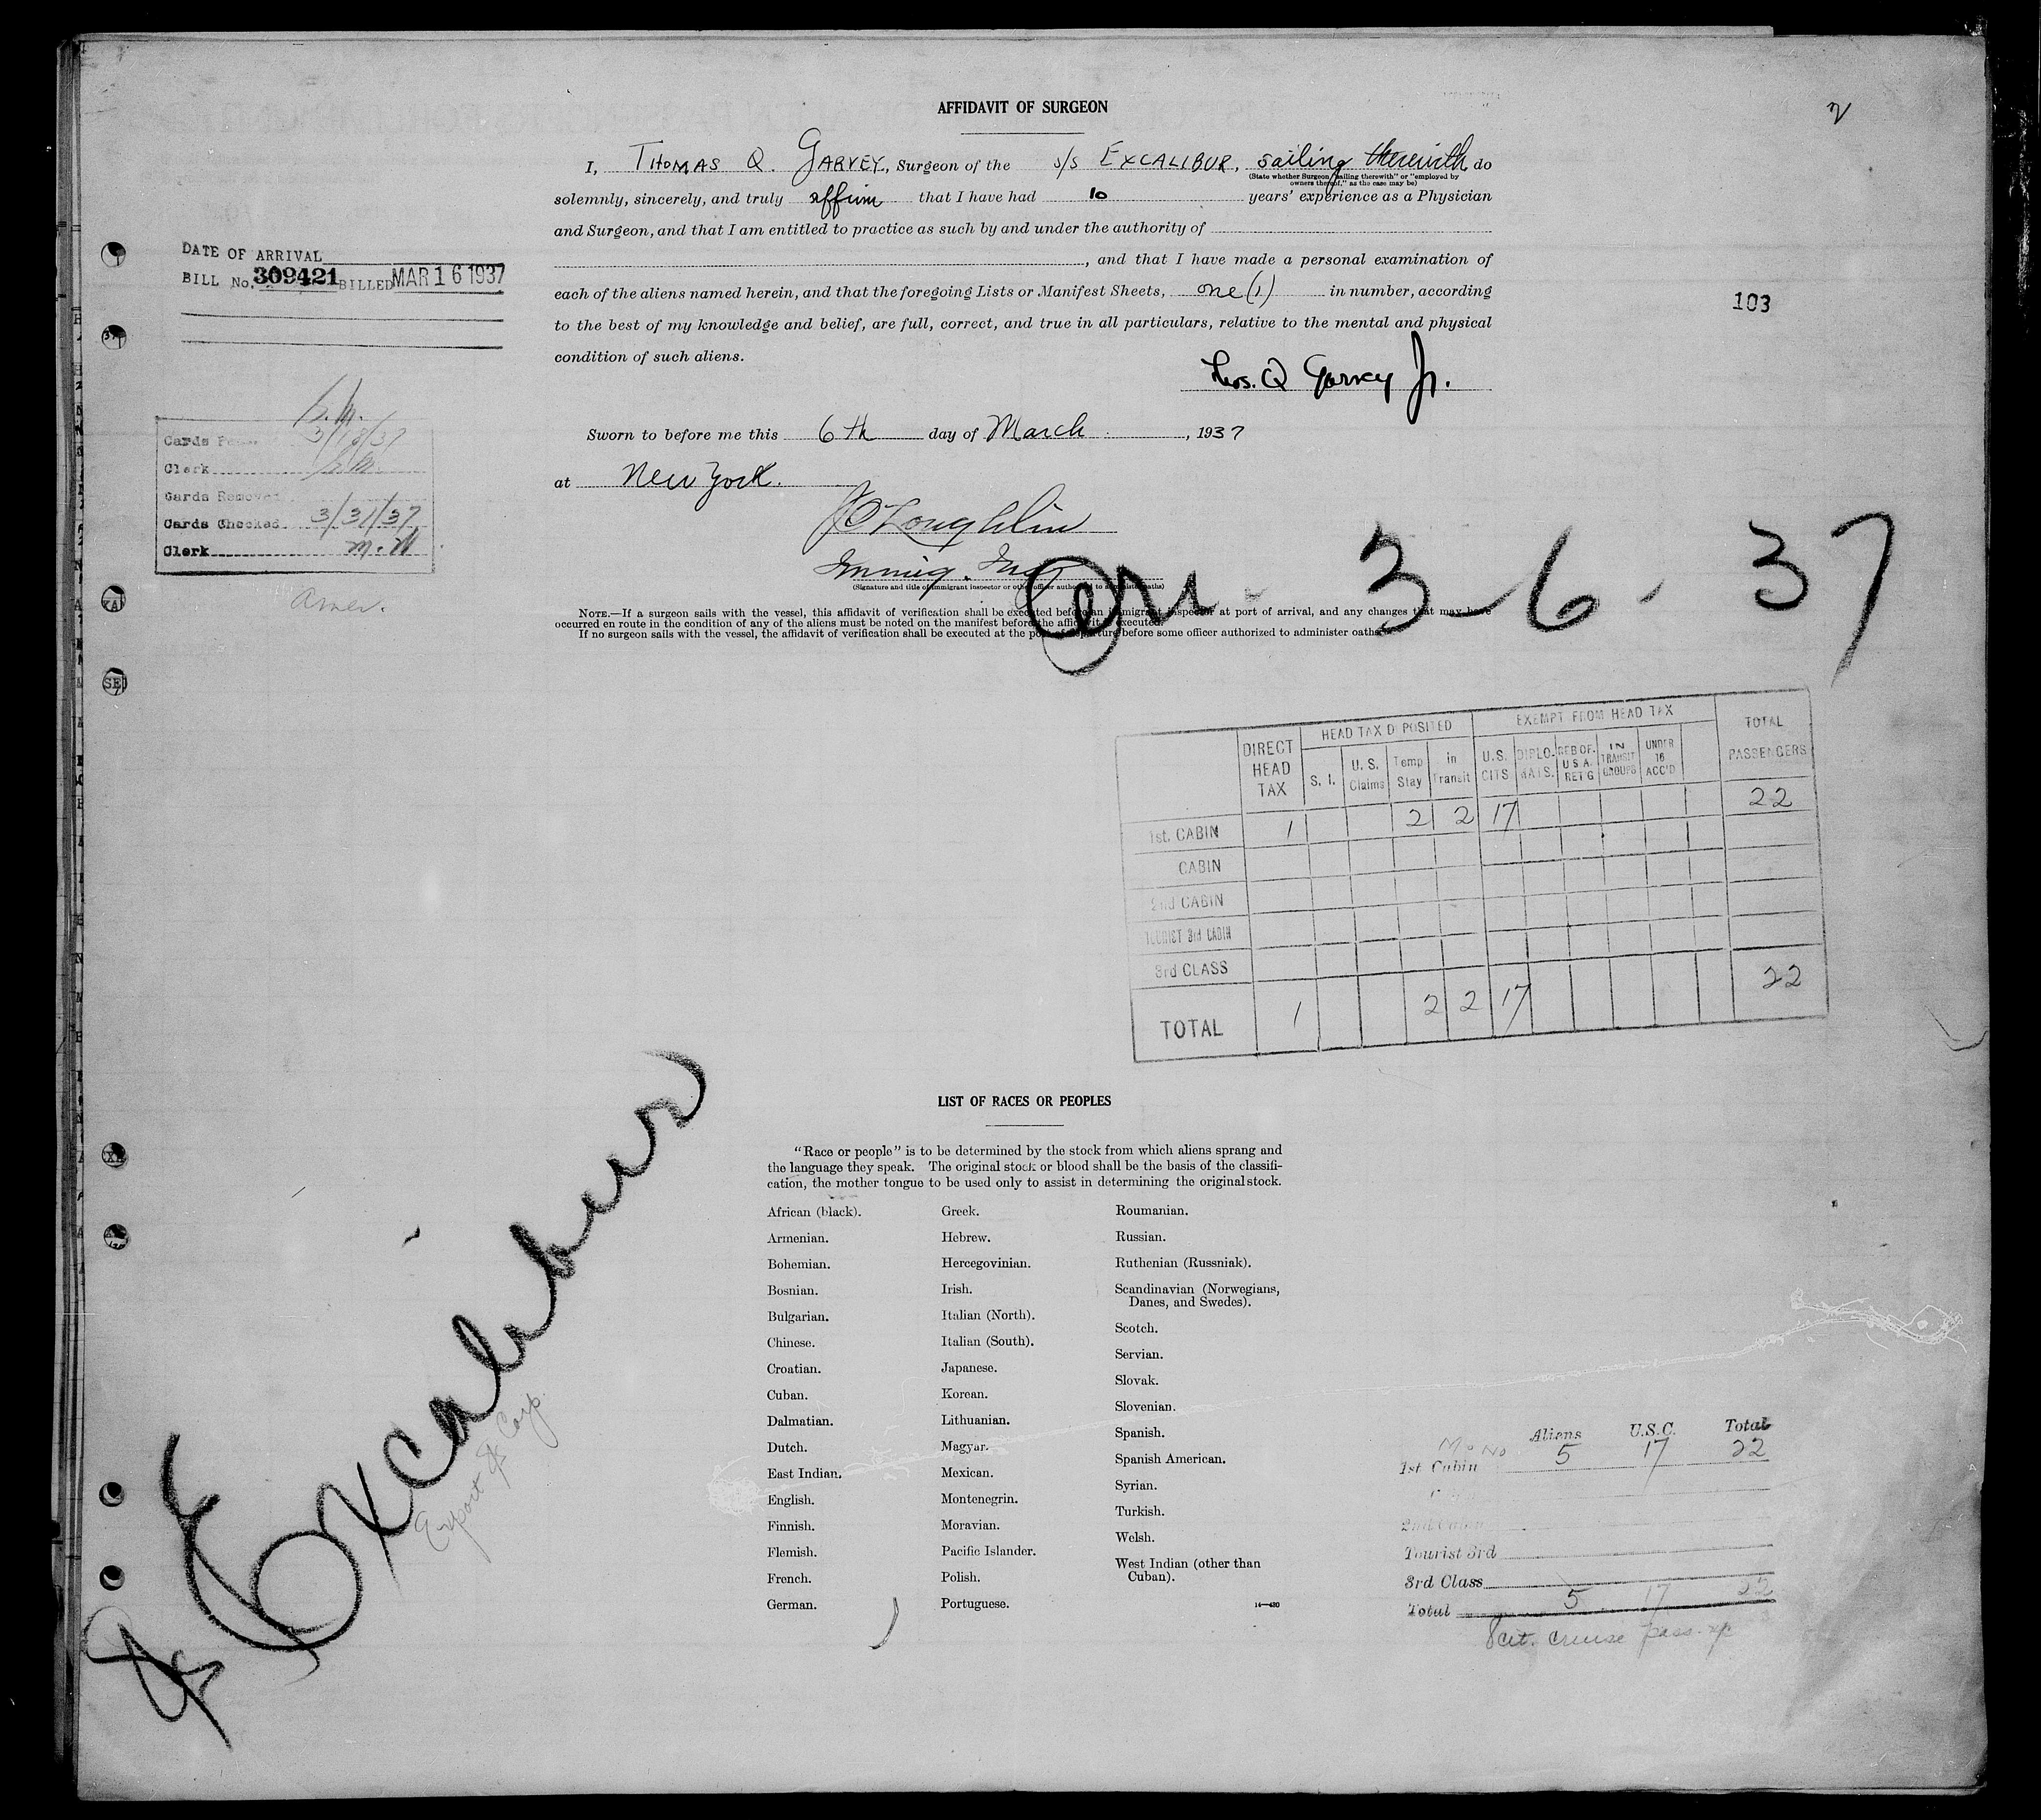 AFFIDAVIT OF SURGEON
2
I, THOMAS Q. GARVEY, Surgeon of the s/s EXCALIBUR, sailing therewith do
(State whether Surgeon "sailing therewith" or "employed by
owners thereof," as the case may be)
solemnly, sincerely, and truly affirm that I have had 10 years' experience as a Physician
and Surgeon, and that I am entitled to practice as such by and under the authority of
, and that I have made a personal examination of
each of the aliens named herein, and that the foregoing Lists or Manifest Sheets, one (1) in number, according
to the best of my knowledge and belief, are full, correct, and true in all particulars, relative to the mental and physical
condition of such aliens.
Thos. Q Garvey Jr.
DATE OF ARRIVAL
BILL No. 309421 BILLED MAR 16 1937
103
Sworn to before me this 6th day of March, 1937
at New York.
J O'Loughlin
Immig. Insp
(Signature and title of immigrant inspector or other officer authorized to administer oaths)
Cards 3/18/37
Clerk
Cards Removed
Cards Checked 3/31/37
Clerk M.M
Amer.
3-6-37
NOTE.—If a surgeon sails with the vessel, this affidavit of verification shall be executed before an immigrant inspector at port of arrival, and any changes that may have
occurred en route in the condition of any of the aliens must be noted on the manifest before the affidavit is executed.
If no surgeon sails with the vessel, the affidavit of verification shall be executed at the port of departure before some officer authorized to administer oaths.
DIRECT HEAD TAX HEAD TAX DEPOSITED EXEMPT FROM HEAD TAX TOTAL PASSENGERS
S. I. U. S. Claims Temp Stay in Transit U.S. CITS DIPLO. MATS. REB OF. U S A. RET G IN TRANSIT GROUPS UNDER 16 ACC'D
1st. CABIN 1 2 2 17 22
CABIN
2nd CABIN
TOURIST 3rd CABIN
3rd CLASS
TOTAL 1 2 2 17 22
Excalibur
Export SS Corp.
LIST OF RACES OR PEOPLES
"Race or people" is to be determined by the stock from which aliens sprang and
the language they speak. The original stock or blood shall be the basis of the classifi-
cation, the mother tongue to be used only to assist in determining the original stock.
African (black).
Armenian.
Bohemian.
Bosnian.
Bulgarian.
Chinese.
Croatian.
Cuban.
Dalmatian.
Dutch.
East Indian.
English.
Finnish.
Flemish.
French.
German.
Greek.
Hebrew.
Hercegovinian.
Irish.
Italian (North).
Italian (South).
Japanese.
Korean.
Lithuanian.
Magyar.
Mexican.
Montenegrin.
Moravian.
Pacific Islander.
Polish.
Portuguese.
Roumanian.
Russian.
Ruthenian (Russniak).
Scandinavian (Norwegians,
Danes, and Swedes).
Scotch.
Servian.
Slovak.
Slovenian.
Spanish.
Spanish American.
Syrian.
Turkish.
Welsh.
West Indian (other than
Cuban).
14—430
Aliens U.S.C. Total
1st Cabin 5 17 22
2nd Cabin
Tourist 3rd
3rd Class
Total 5 17 22
8 cit. cruise pass.